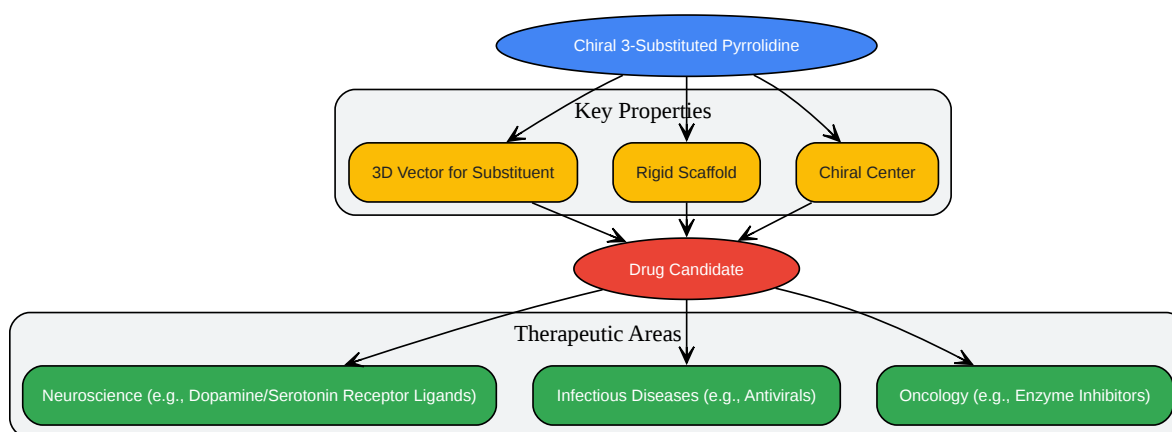 Chiral 3-Substituted Pyrrolidine
Key Properties
3D Vector for Substituent
Rigid Scaffold
Chiral Center
Drug Candidate
Therapeutic Areas
Neuroscience (e.g., Dopamine/Serotonin Receptor Ligands)
Infectious Diseases (e.g., Antivirals)
Oncology (e.g., Enzyme Inhibitors)